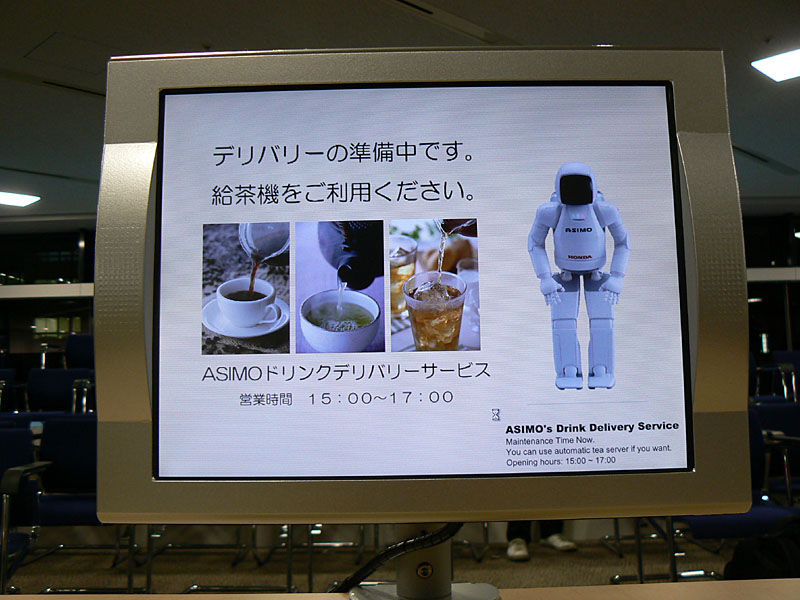 デリバリーの準備中です。
給茶機をご利用ください。
ASIMO
HONDA
ASIMOドリンクデリバリーサービス
営業時間　１５：００～１７：００
ASIMO's Drink Delivery Service
Maintenance Time Now.
You can use automatic tea server if you want.
Opening hours: 15:00 ~ 17:00